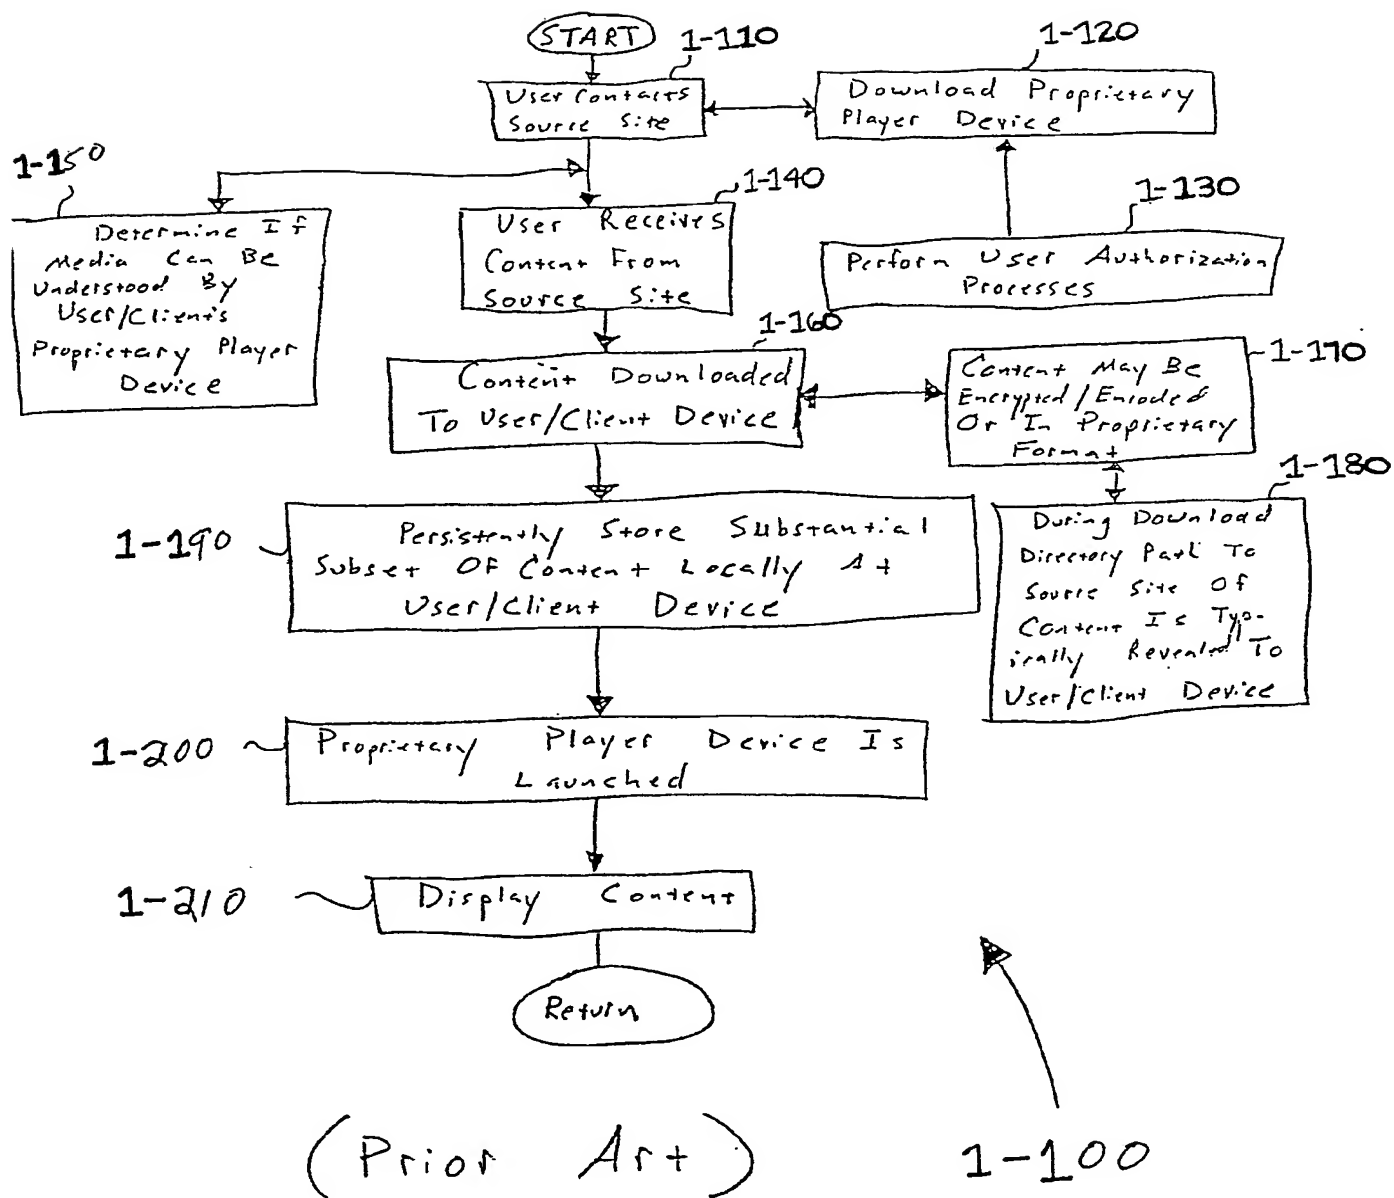 START
1-110
User Contacts
Source Site
1-120
Download Proprietary
Player Device
1-130
Perform User Authorization
Processes
1-150
Determine If
Media Can Be
Understood By
User/Client's
Proprietary Player
Device
1-140
User Receives
Content From
Source Site
1-160
Content Downloaded
To User/Client Device
1-170
Content May Be
Encrypted/Encoded
Or In Proprietary
Format
1-180
During Download
Directory Path To
Source Site Of
Content Is Typ-
ically Revealed To
User/Client Device
1-190
Persistently Store Substantial
Subset Of Content Locally At
User/Client Device
1-200
Proprietary Player Device Is
Launched
1-210
Display Content
Return
(Prior Art)
1-100